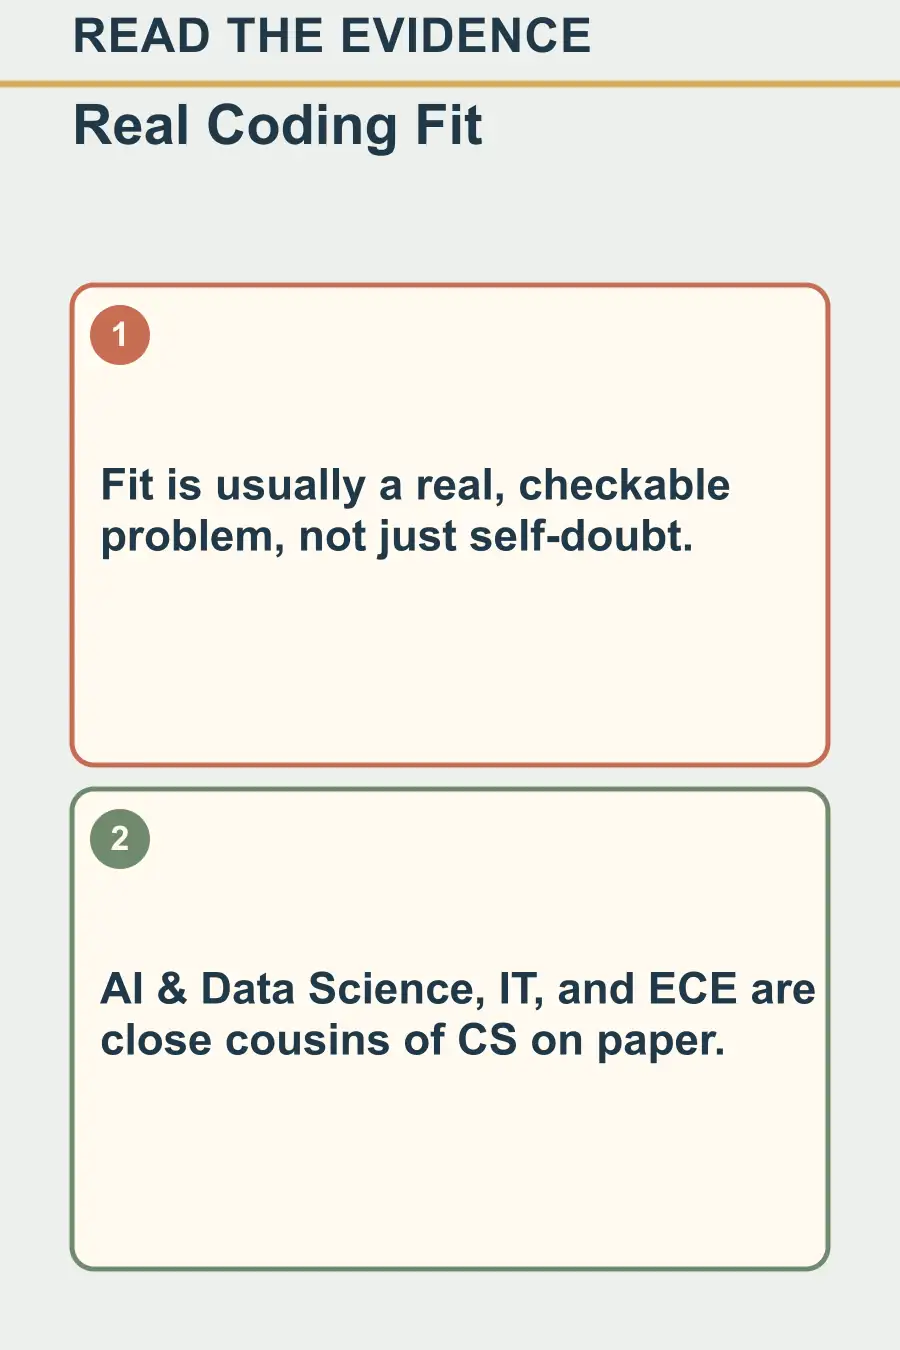 READ THE EVIDENCE
Real Coding Fit
1
Fit is usually a real, checkable
problem, not just self-doubt.
2
AI & Data Science, IT, and ECE are
close cousins of CS on paper.